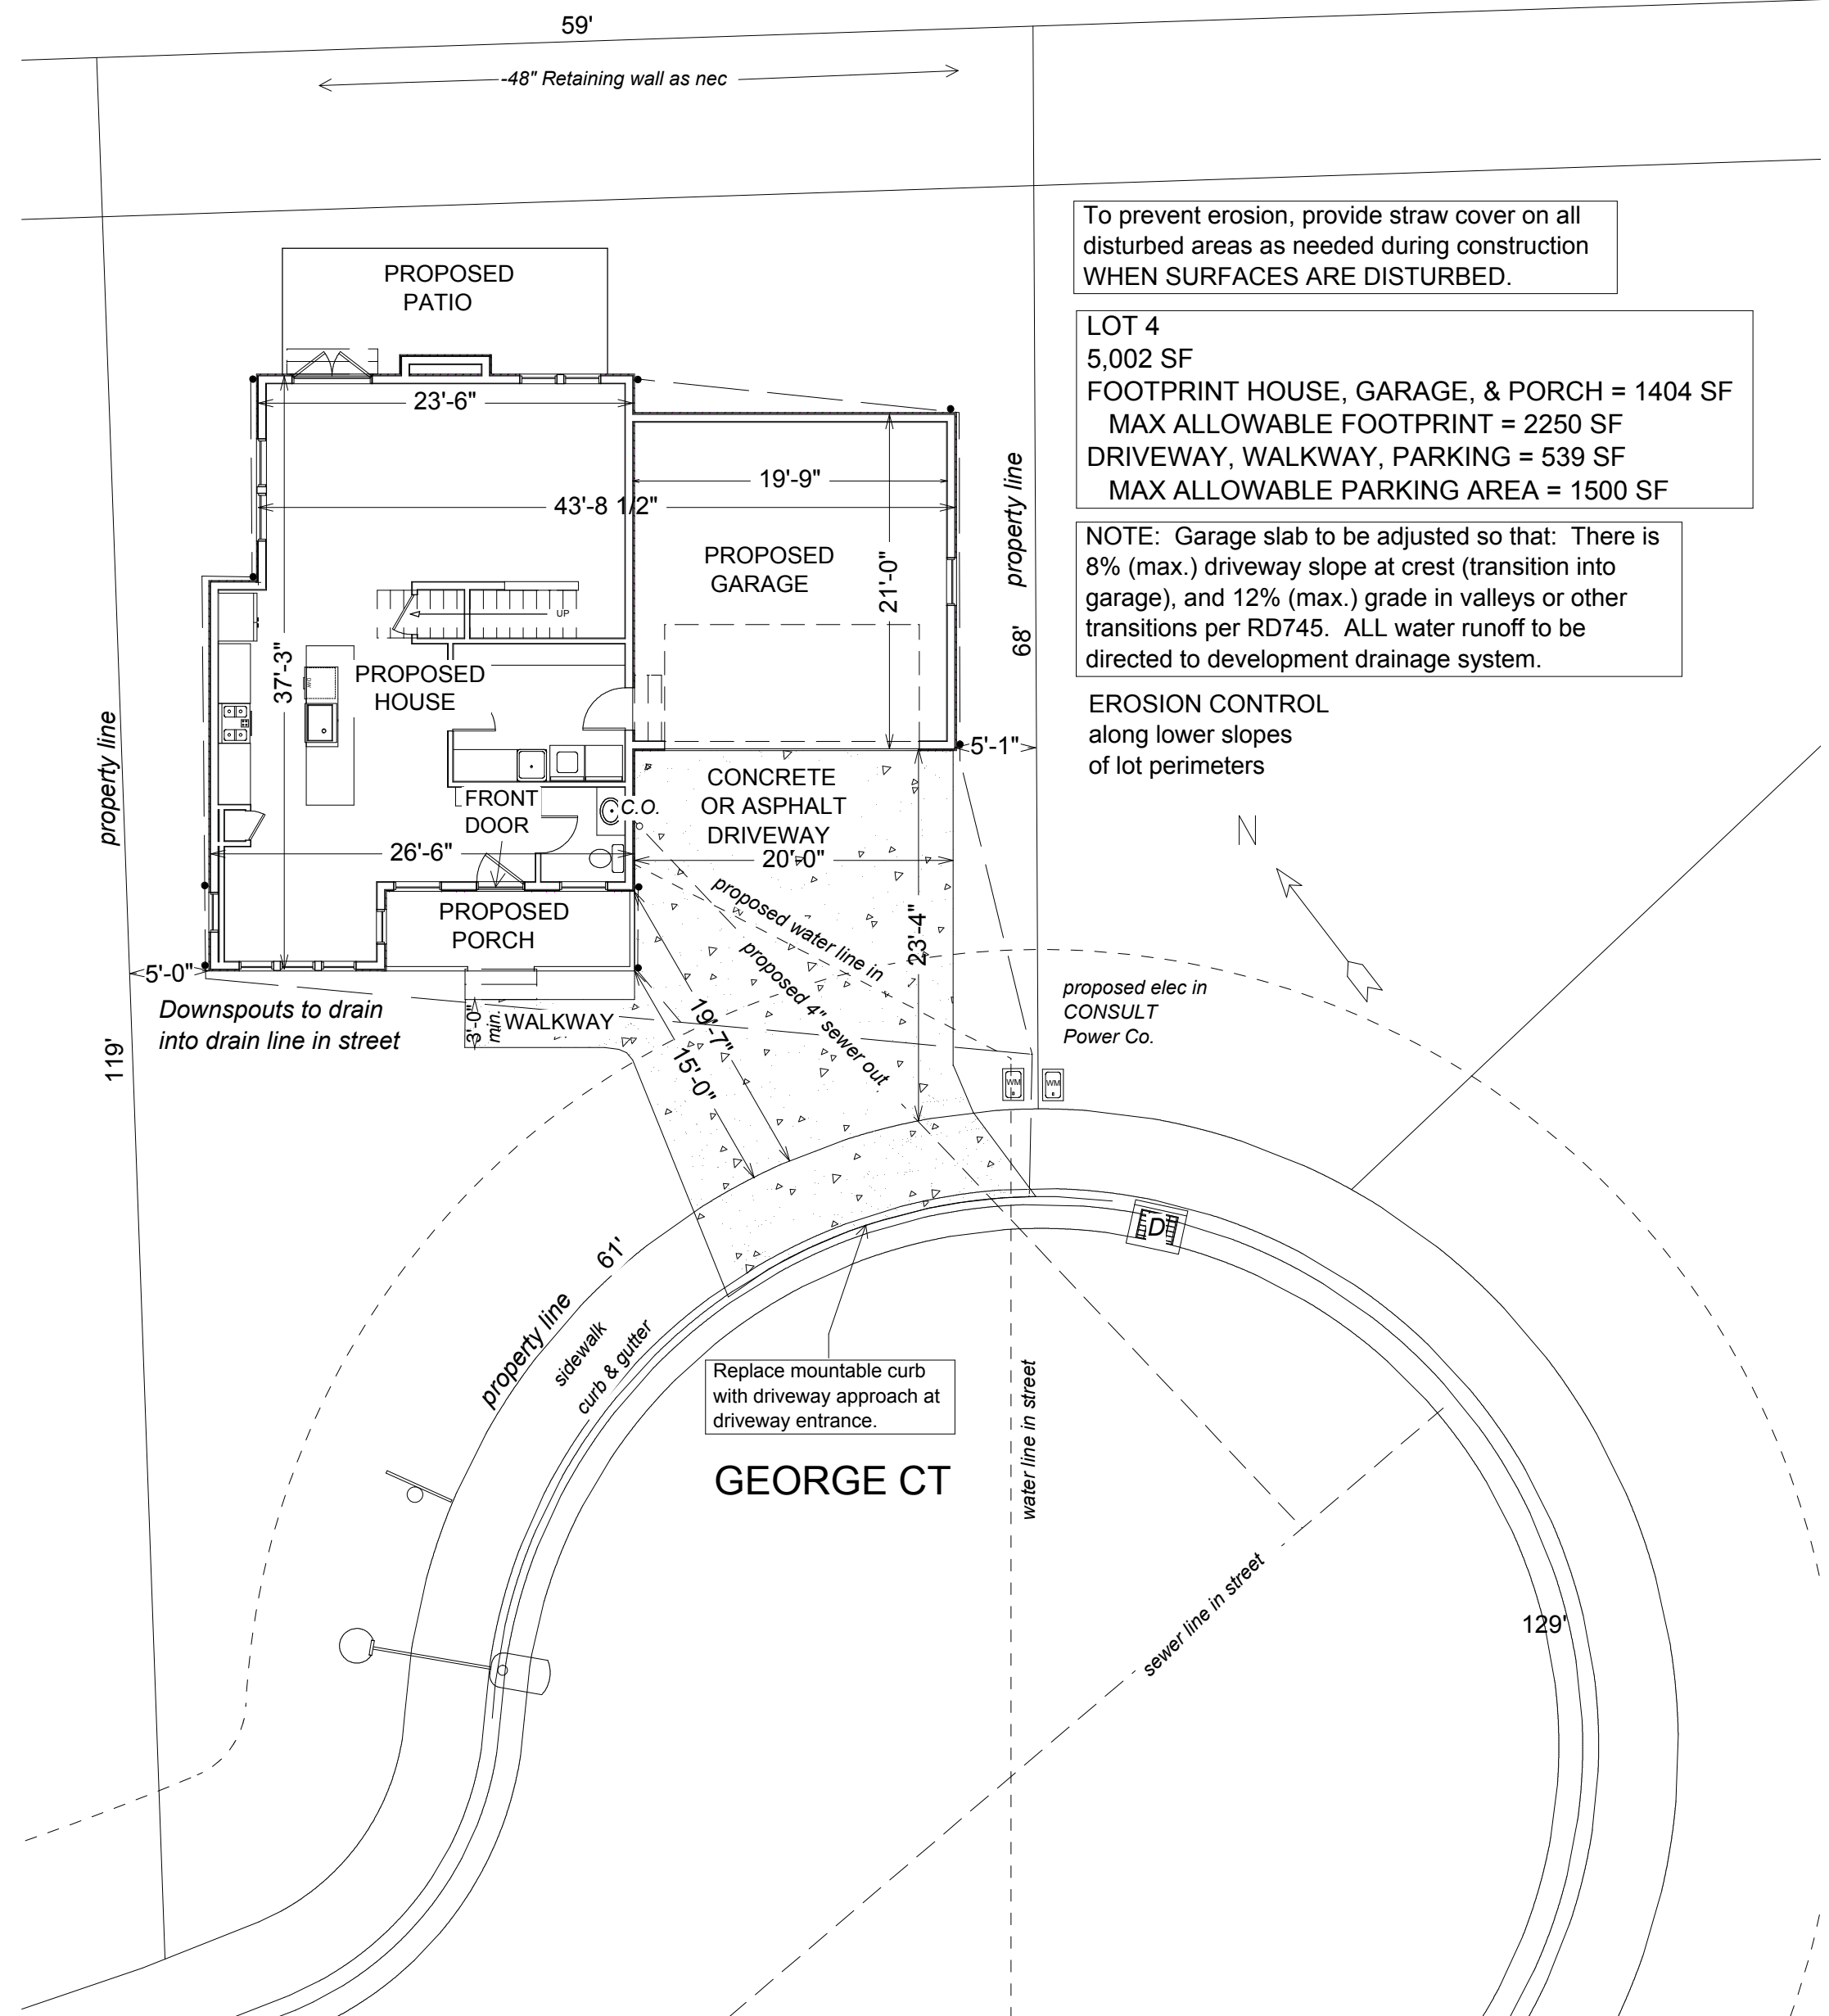 59'
-48" Retaining wall as nec
To prevent erosion, provide straw cover on all
disturbed areas as needed during construction
WHEN SURFACES ARE DISTURBED.
PROPOSED
PATIO
LOT 4
5,002 SF
FOOTPRINT HOUSE, GARAGE, & PORCH = 1404 SF
MAX ALLOWABLE FOOTPRINT = 2250 SF
DRIVEWAY, WALKWAY, PARKING = 539 SF
MAX ALLOWABLE PARKING AREA = 1500 SF
23'-6"
19'-9"
43'-8 1/2"
property line
68'
NOTE: Garage slab to be adjusted so that: There is
8% (max.) driveway slope at crest (transition into
garage), and 12% (max.) grade in valleys or other
transitions per RD745. ALL water runoff to be
directed to development drainage system.
PROPOSED
GARAGE
21'-0"
UP
37'-3"
PROPOSED
HOUSE
EROSION CONTROL
along lower slopes
of lot perimeters
property line
5'-1"
CONCRETE
OR ASPHALT
DRIVEWAY
20'-0"
FRONT
DOOR
C.O.
N
26'-6"
PROPOSED
PORCH
proposed water line in
proposed 4" sewer out
23'-4"
5'-0"
Downspouts to drain
into drain line in street
3'-0"
min.
WALKWAY
19'-7"
15'-0"
proposed elec in
CONSULT
Power Co.
119'
WM
WM
D
61'
property line
sidewalk
curb & gutter
Replace mountable curb
with driveway approach at
driveway entrance.
water line in street
GEORGE CT
sewer line in street
129'